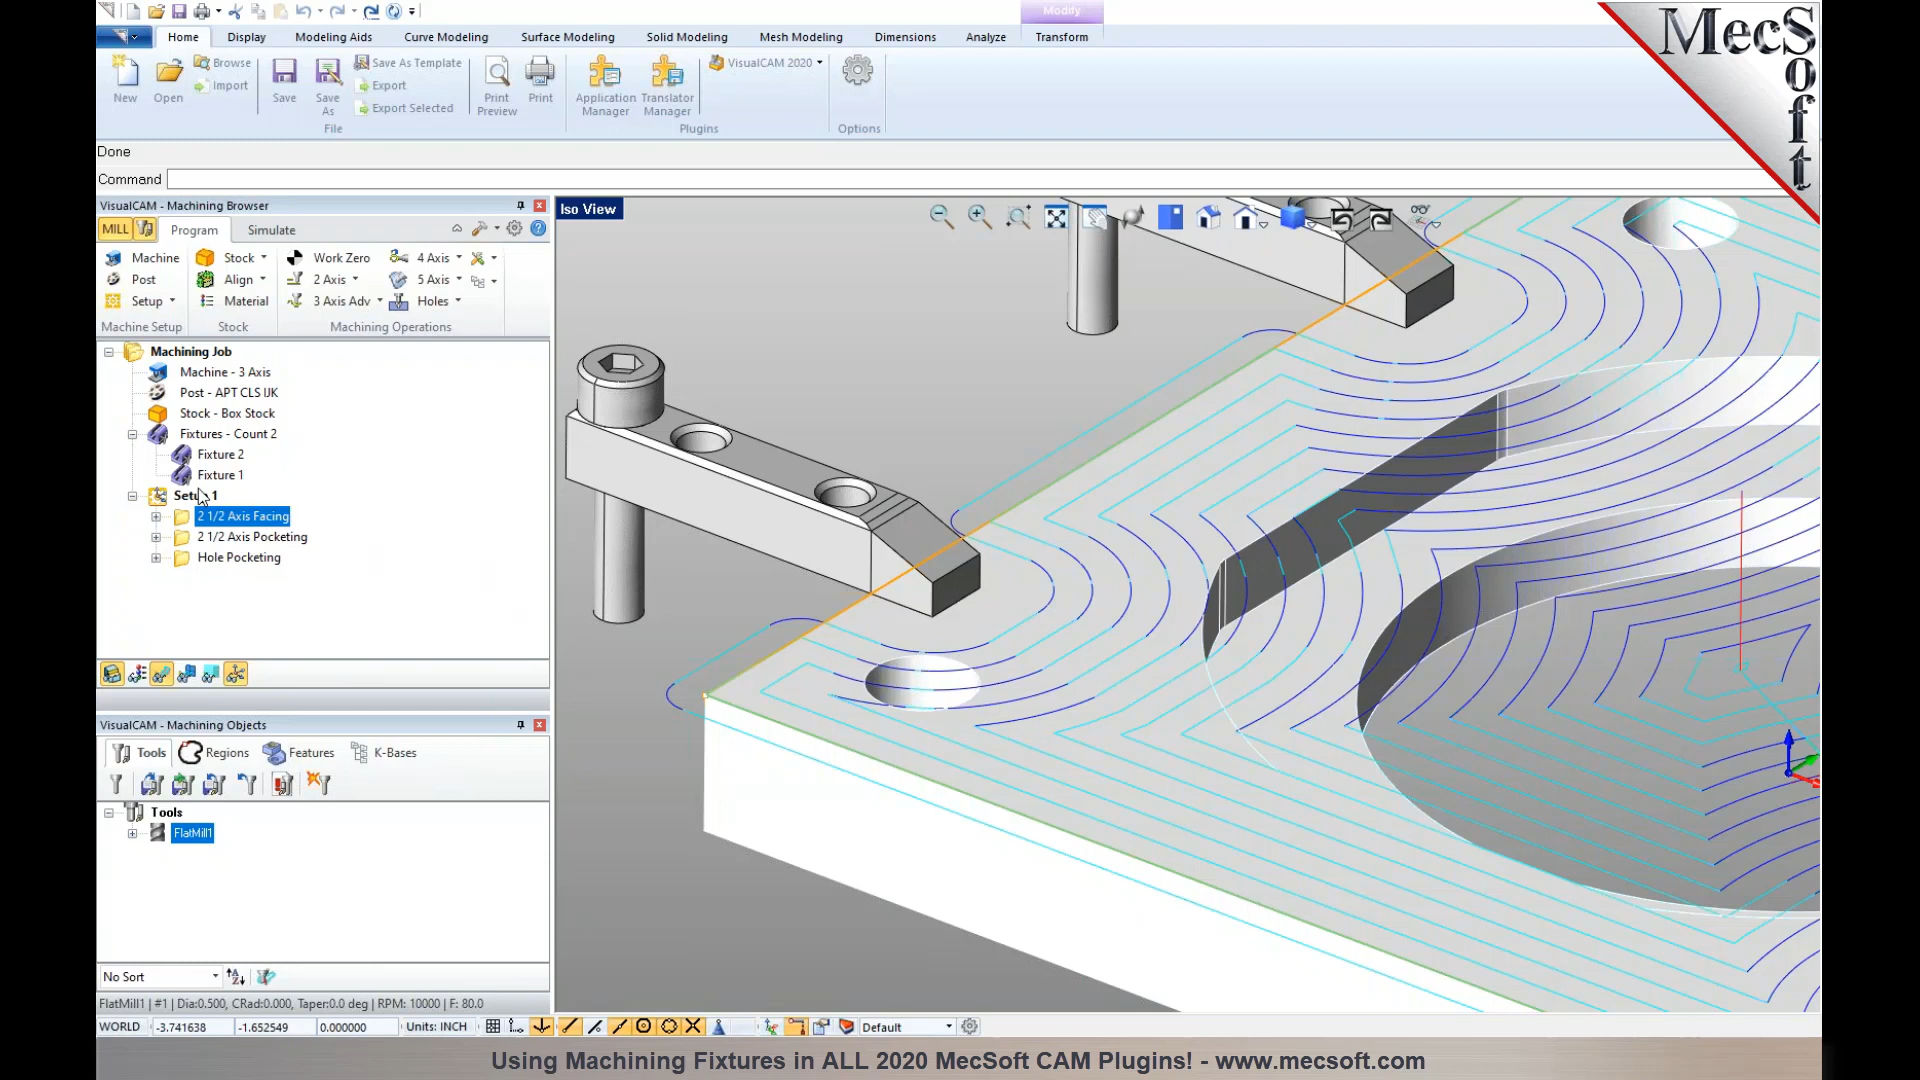 Modify
Home Display Modeling Aids Curve Modeling Surface Modeling Solid Modeling Mesh Modeling Dimensions Analyze Transform
New Open Browse Import Save Save As Save As Template Export Export Selected Print Preview Print Application Manager Translator Manager VisualCAM 2020
File Plugins Options
MecSoft
Done
Command
VisualCAM - Machining Browser
MILL Program Simulate
Machine Stock Work Zero 4 Axis
Post Align 2 Axis 5 Axis
Setup Material 3 Axis Adv Holes
Machine Setup Stock Machining Operations
Machining Job
Machine - 3 Axis
Post - APT CLS IJK
Stock - Box Stock
Fixtures - Count 2
Fixture 2
Fixture 1
Setup 1
2 1/2 Axis Facing
2 1/2 Axis Pocketing
Hole Pocketing
Iso View
VisualCAM - Machining Objects
Tools Regions Features K-Bases
Tools
FlatMill1
No Sort
FlatMill1 | #1 | Dia:0.500, CRad:0.000, Taper:0.0 deg | RPM: 10000 | F: 80.0
WORLD -3.741638 -1.652549 0.000000 Units: INCH Default
Using Machining Fixtures in ALL 2020 MecSoft CAM Plugins! - www.mecsoft.com